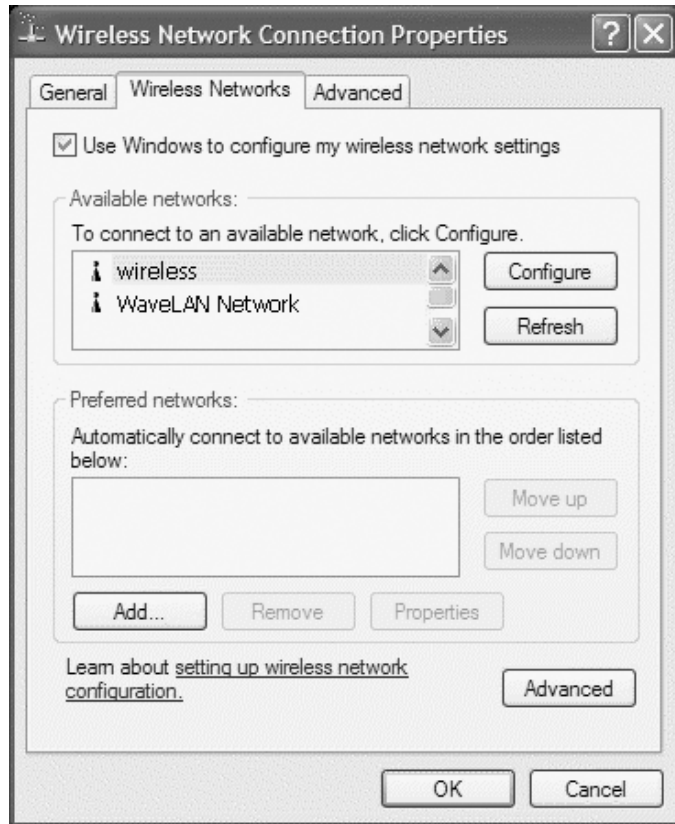 Wireless Network Connection Properties
General Wireless Networks Advanced
Use Windows to configure my wireless network settings
Available networks:
To connect to an available network, click Configure.
wireless
WaveLAN Network
Configure
Refresh
Preferred networks:
Automatically connect to available networks in the order listed
below:
Move up
Move down
Add... Remove Properties
Learn about setting up wireless network
configuration.
Advanced
OK Cancel